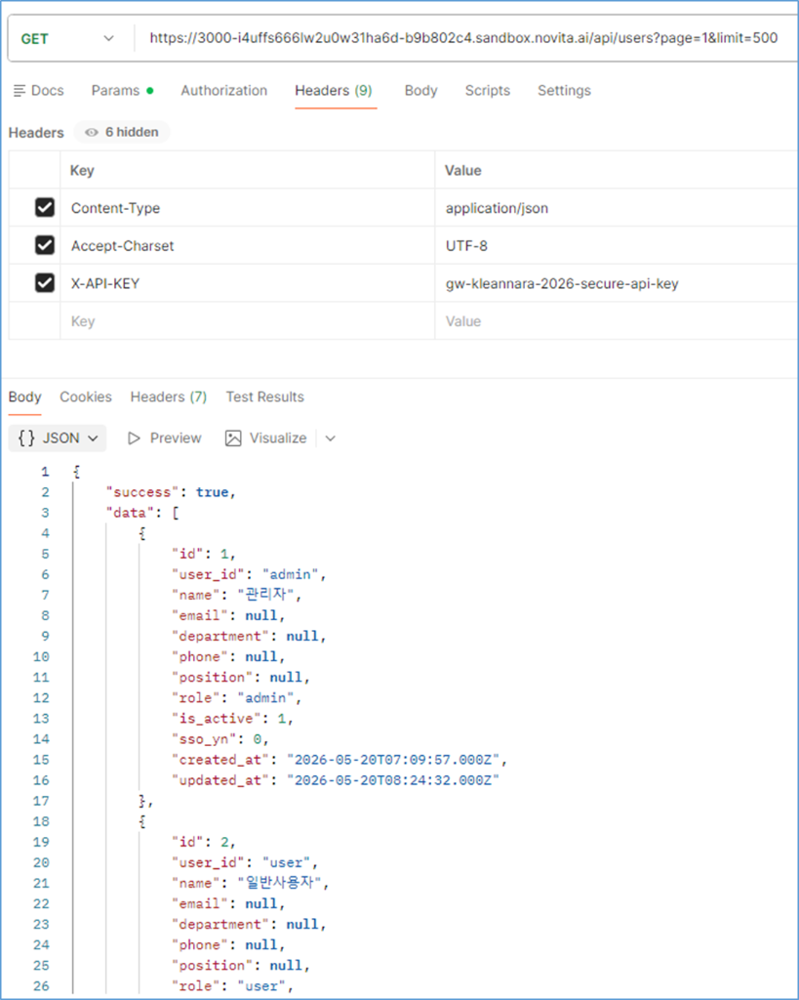 GET https://3000-i4uffs666lw2u0w31ha6d-b9b802c4.sandbox.novita.ai/api/users?page=1&limit=500
Docs Params Authorization Headers (9) Body Scripts Settings
Headers 6 hidden
Key Value
Content-Type application/json
Accept-Charset UTF-8
X-API-KEY gw-kleannara-2026-secure-api-key
Key Value
Body Cookies Headers (7) Test Results
{} JSON Preview Visualize
1 {
2 "success": true,
3 "data": [
4 {
5 "id": 1,
6 "user_id": "admin",
7 "name": "관리자",
8 "email": null,
9 "department": null,
10 "phone": null,
11 "position": null,
12 "role": "admin",
13 "is_active": 1,
14 "sso_yn": 0,
15 "created_at": "2026-05-20T07:09:57.000Z",
16 "updated_at": "2026-05-20T08:24:32.000Z"
17 },
18 {
19 "id": 2,
20 "user_id": "user",
21 "name": "일반사용자",
22 "email": null,
23 "department": null,
24 "phone": null,
25 "position": null,
26 "role": "user",